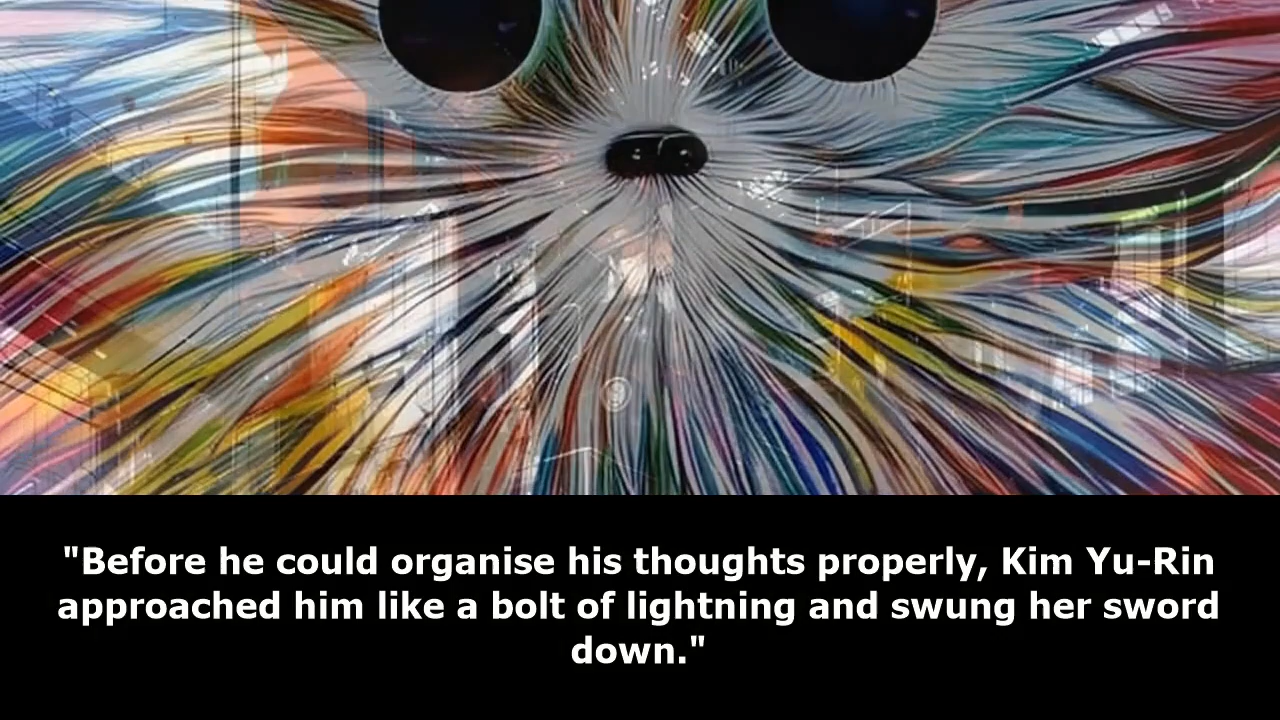 "Before he could organise his thoughts properly, Kim Yu-Rin
approached him like a bolt of lightning and swung her sword
down."